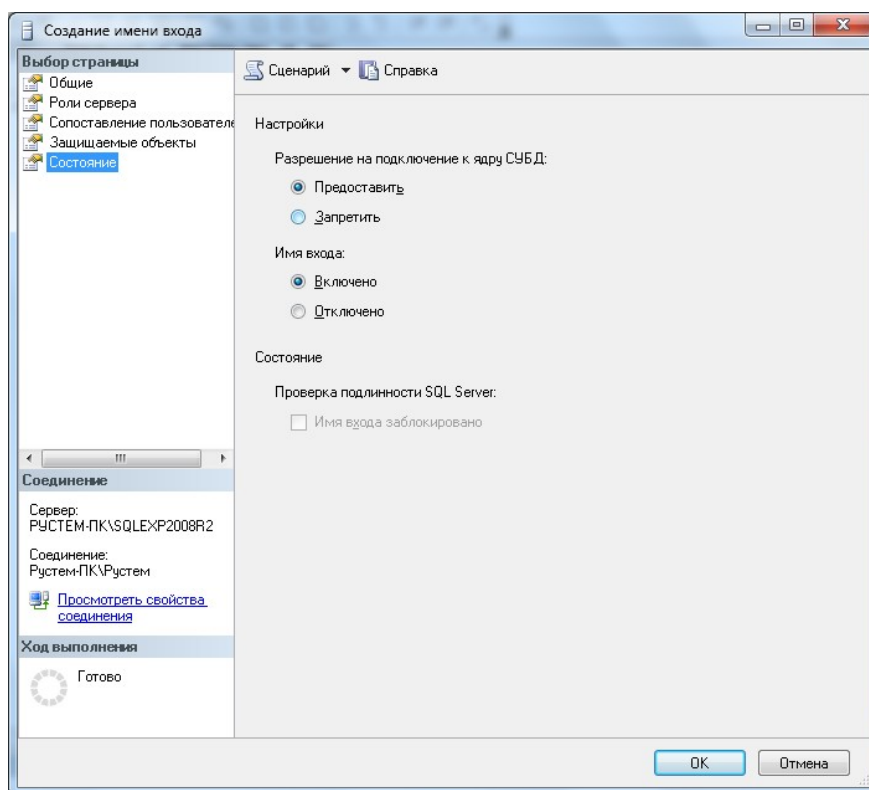 Создание имени входа
Выбор страницы
Общие
Роли сервера
Сопоставление пользователе
Защищаемые объекты
Состояние
Сценарий
Справка
Настройки
Разрешение на подключение к ядру СУБД:
Предоставить
Запретить
Имя входа:
Включено
Отключено
Состояние
Проверка подлинности SQL Server:
Имя входа заблокировано
Соединение
Сервер:
РУСТЕМ-ПК\SQLEXP2008R2
Соединение:
Рустем-ПК\Рустем
Просмотреть свойства
соединения
Ход выполнения
Готово
OK
Отмена